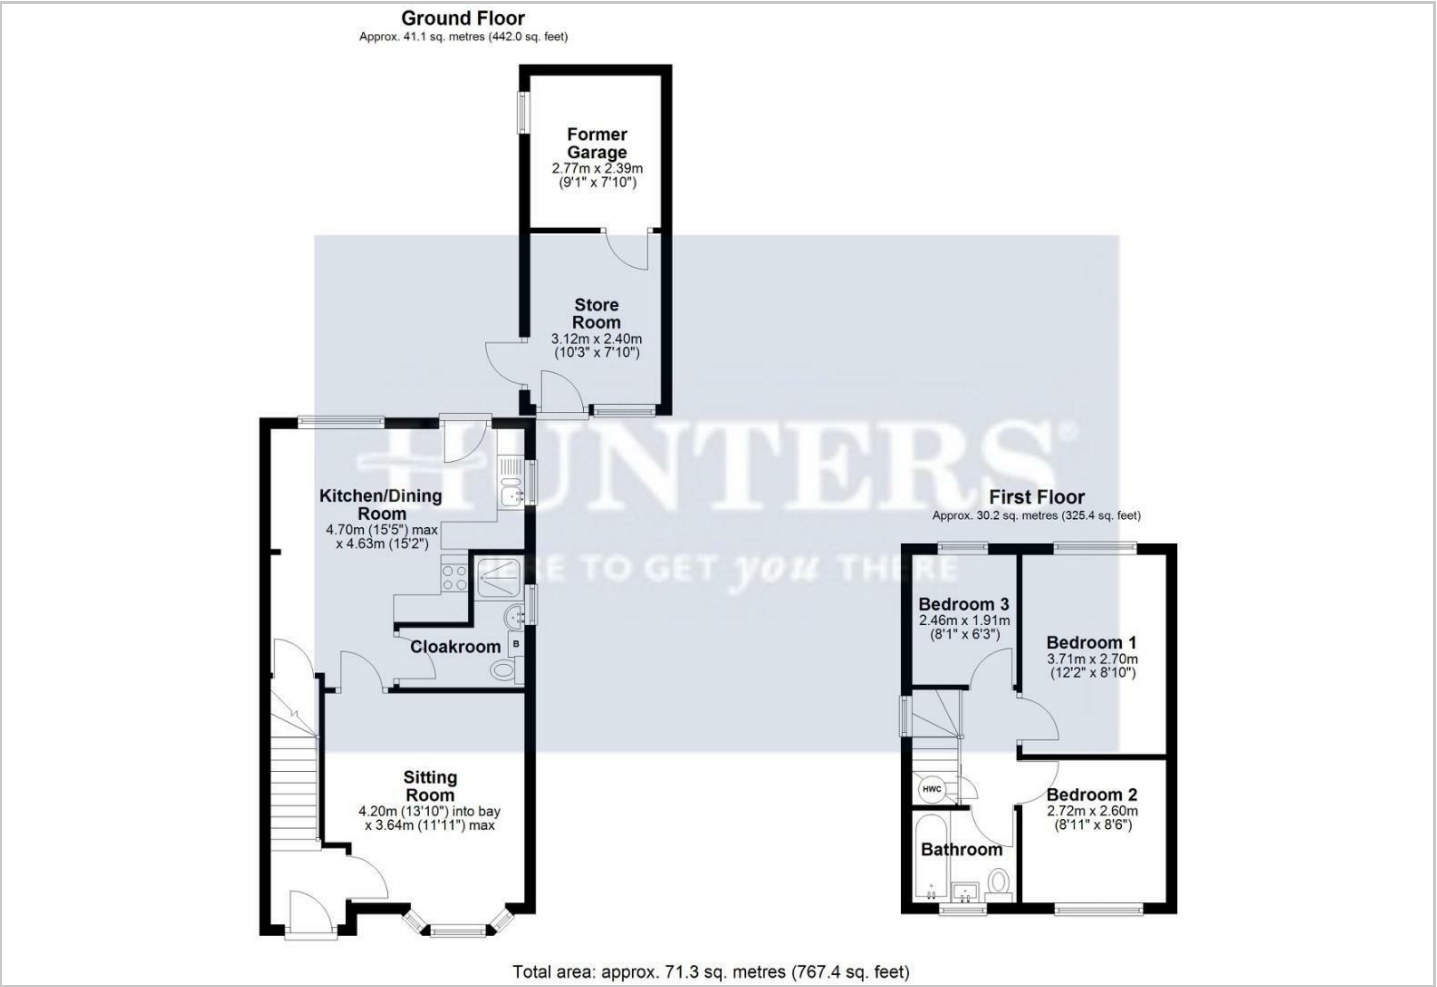 Ground Floor
Approx. 41.1 sq. metres (442.0 sq. feet)
Former
Garage
2.77m x 2.39m
(9'1" x 7'10")
Store
Room
3.12m x 2.40m
(10'3" x 7'10")
HUNTERS®
HERE TO GET you THERE
Kitchen/Dining
Room
4.70m (15'5") max
x 4.63m (15'2")
Cloakroom
B
Sitting
Room
4.20m (13'10") into bay
x 3.64m (11'11") max
First Floor
Approx. 30.2 sq. metres (325.4 sq. feet)
Bedroom 3
2.46m x 1.91m
(8'1" x 6'3")
Bedroom 1
3.71m x 2.70m
(12'2" x 8'10")
HWC
Bedroom 2
2.72m x 2.60m
(8'11" x 8'6")
Bathroom
Total area: approx. 71.3 sq. metres (767.4 sq. feet)